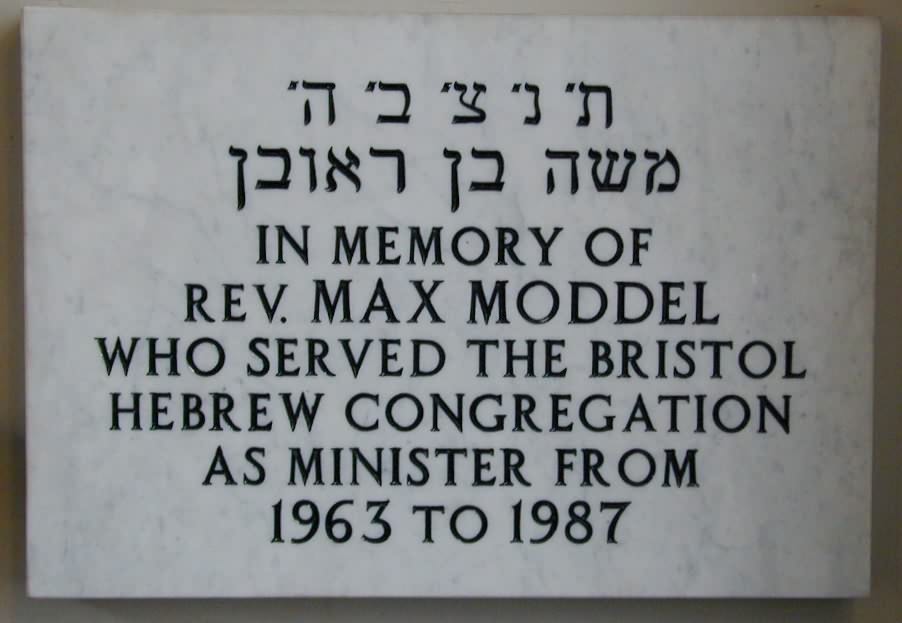 ת׳ נ׳ צ׳ ב׳ ה׳
משה בן ראובן
IN MEMORY OF
REV. MAX MODDEL
WHO SERVED THE BRISTOL
HEBREW CONGREGATION
AS MINISTER FROM
1963 TO 1987